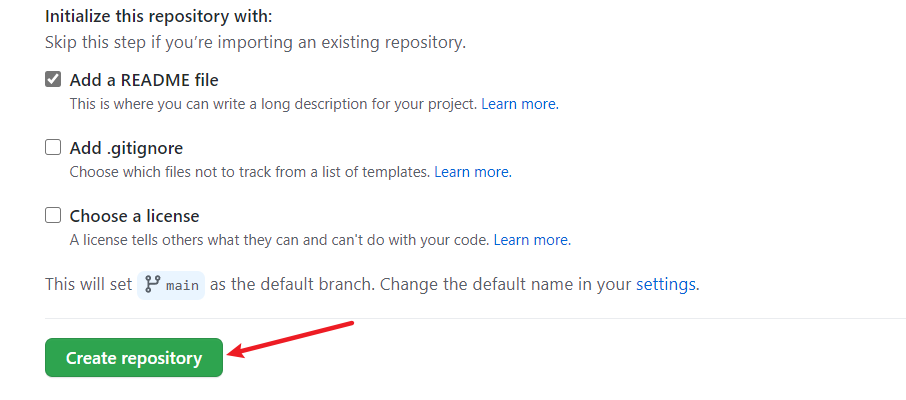 Initialize this repository with:
Skip this step if you're importing an existing repository.
Add a README file
This is where you can write a long description for your project. Learn more.
Add .gitignore
Choose which files not to track from a list of templates. Learn more.
Choose a license
A license tells others what they can and can't do with your code. Learn more.
This will set main as the default branch. Change the default name in your settings.
Create repository